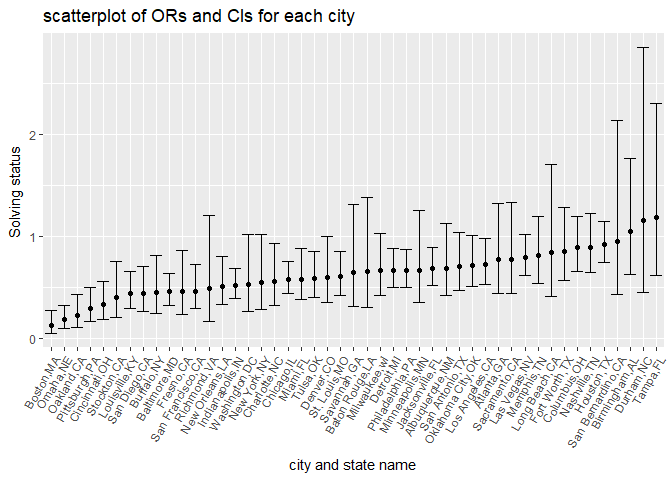 scatterplot of ORs and CIs for each city
Solving status
2
1
0
Boston,MA
Omaha,NE
Oakland,CA
Pittsburgh,PA
Cincinnati,OH
Stockton,CA
Louisville,KY
San Diego,CA
Buffalo,NY
Baltimore,MD
Fresno,CA
San Francisco,CA
Richmond,VA
New Orleans,LA
Indianapolis,IN
Washington,DC
New York,NY
Charlotte,NC
Chicago,IL
Miami,FL
Tulsa,OK
Denver,CO
St. Louis,MO
Savannah,GA
Baton Rouge,LA
Milwaukee,wI
Detroit,MI
Philadelphia,PA
Minneapolis,MN
Jacksonville,FL
Albuquerque,NM
San Antonio,TX
Oklahoma City,OK
Los Angeles,CA
Atlanta,GA
Sacramento,CA
Las Vegas,NV
Memphis,TN
Long Beach,CA
Fort Worth,TX
Columbus,OH
Nashville,TN
Houston,TX
San Bernardino,CA
Birmingham,AL
Durham,NC
Tampa,FL
city and state name